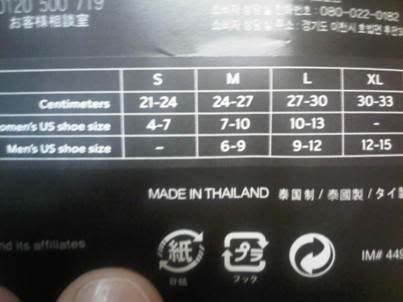 0120 500 719
お客様相談室
080-022-0182
S M L XL
Centimeters 21-24 24-27 27-30 30-33
omen's US shoe size 4-7 7-10 10-13 -
Men's US shoe size - 6-9 9-12 12-15
MADE IN THAILAND 泰国制 / 泰國製 / タイ製
nd its affiliates
紙 プラ
IM# 449